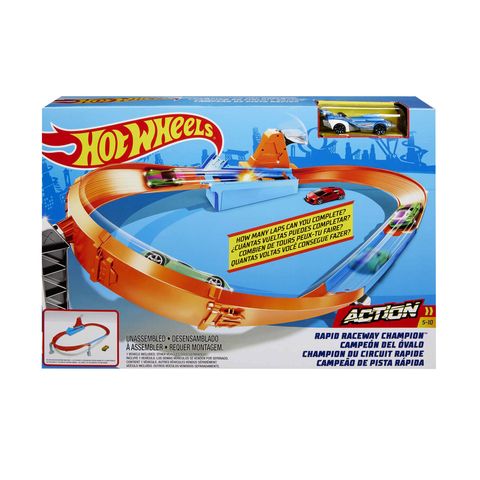 HOT WHEELS
HOW MANY LAPS CAN YOU COMPLETE?
¿CUÁNTAS VUELTAS PUEDES COMPLETAR?
COMBIEN DE TOURS PEUX-TU FAIRE?
QUANTAS VOLTAS VOCÊ CONSEGUE FAZER?
ACTION
5-10
RAPID RACEWAY CHAMPION™
CAMPEÓN DEL ÓVALO
CHAMPION DU CIRCUIT RAPIDE
CAMPEÃO DE PISTA RÁPIDA
UNASSEMBLED • DESENSAMBLADO
À ASSEMBLER • REQUER MONTAGEM.